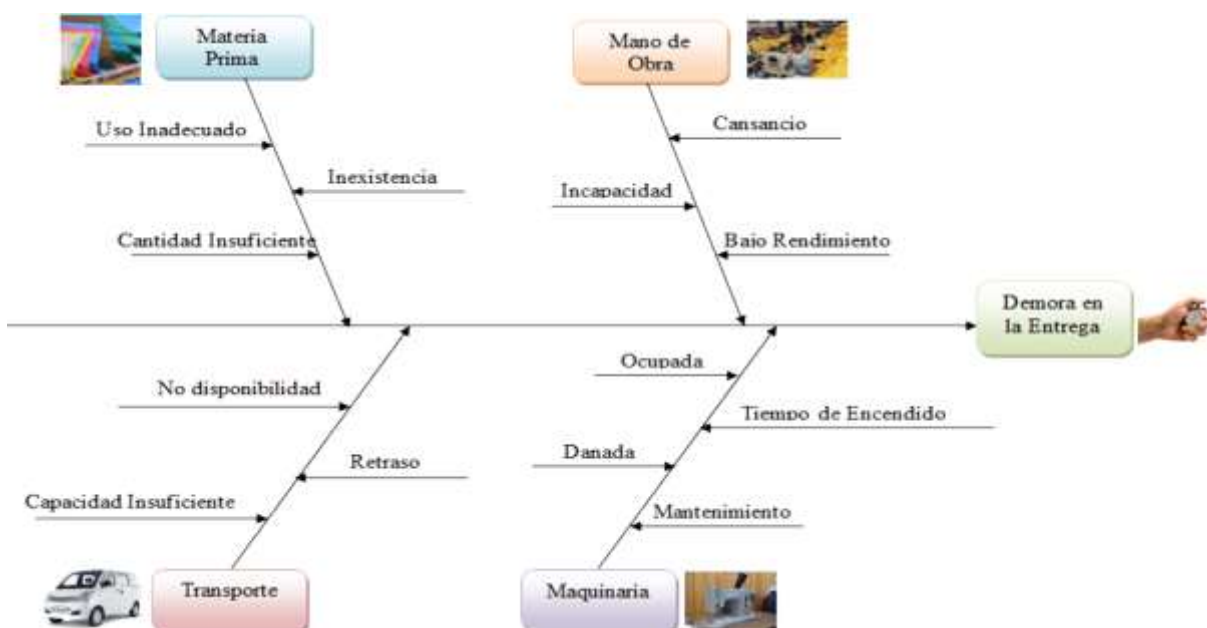 Materia
Prima
Mano de
Obra
Uso Inadecuado
Cansancio
Inexistencia
Incapacidad
Cantidad Insuficiente
Bajo Rendimiento
Demora en
la Entrega
Ocupada
No disponibilidad
Tiempo de Encendido
Retraso
Danada
Capacidad Insuficiente
Mantenimiento
Transporte
Maquinaria